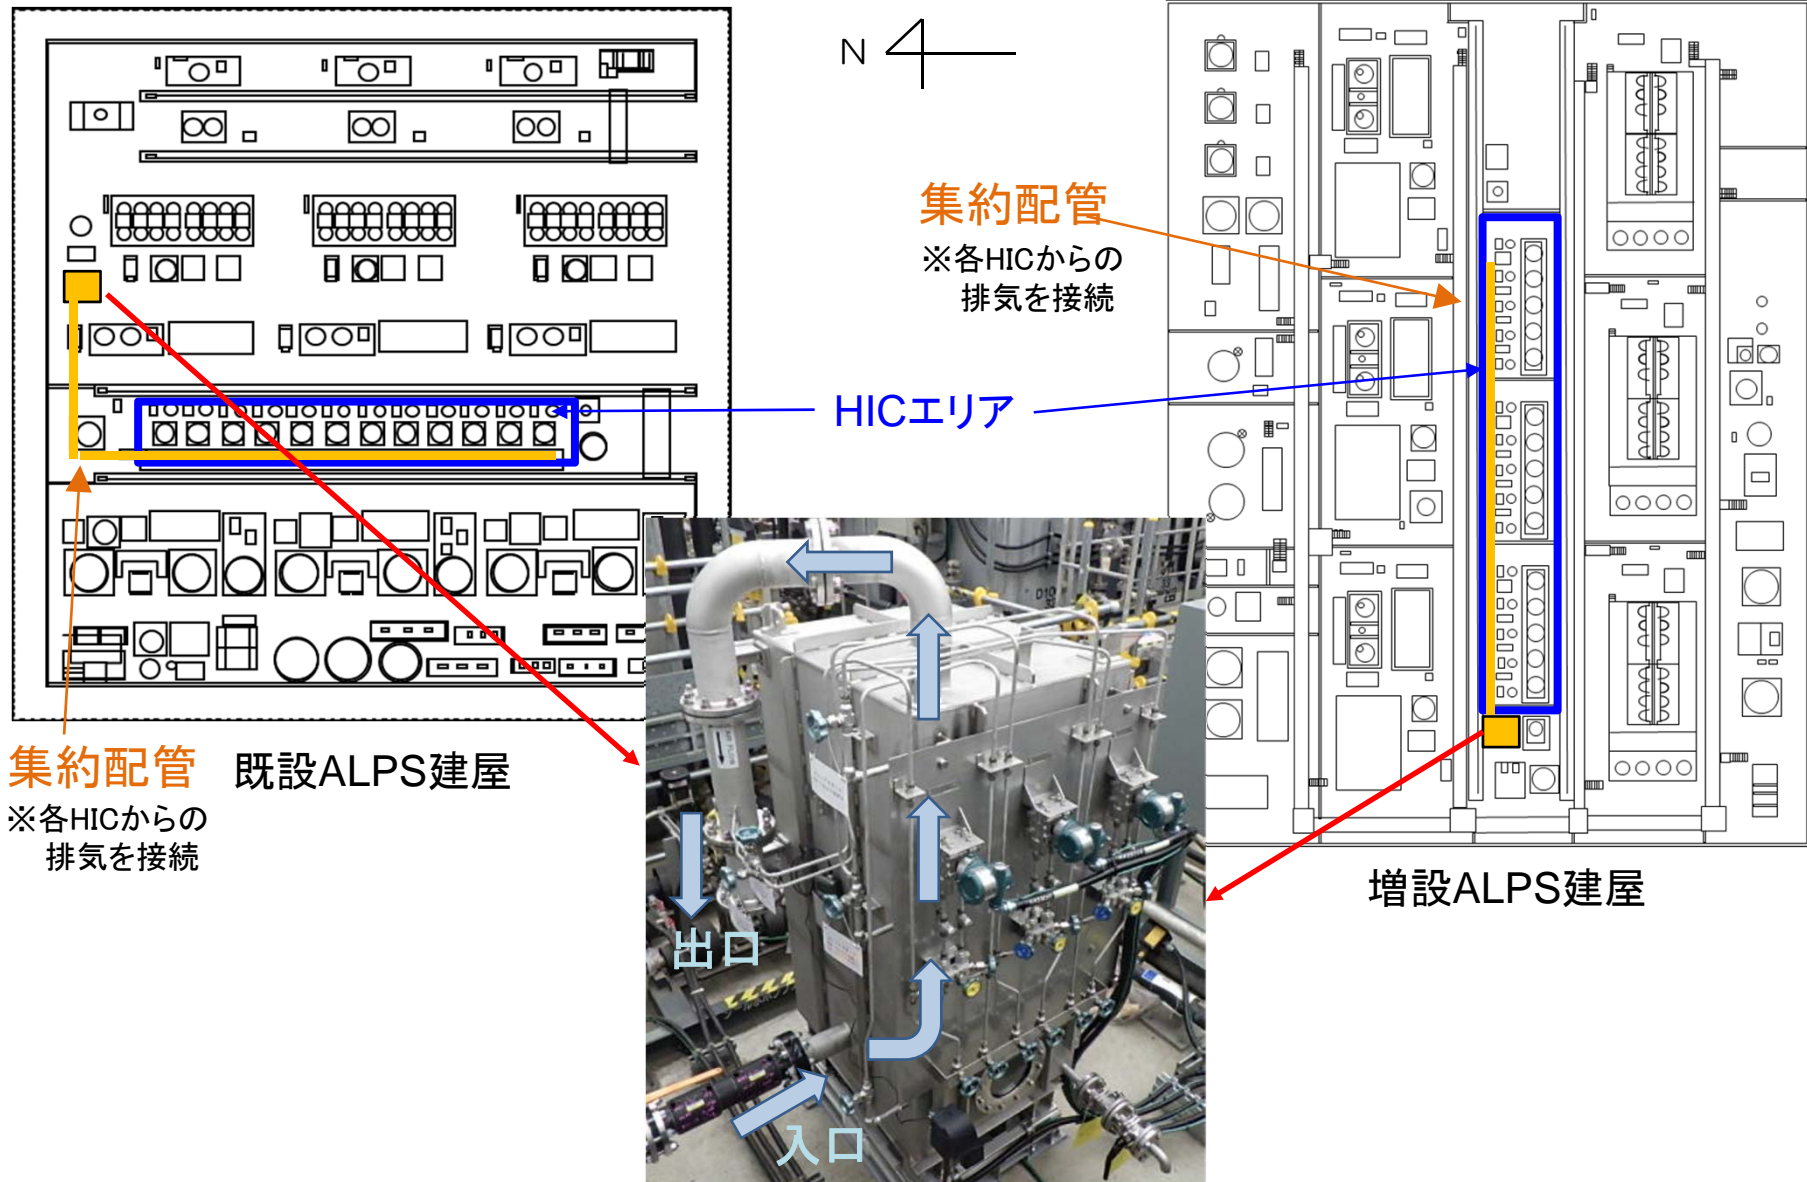 N
集約配管
※各HICからの
排気を接続
HICエリア
集約配管
※各HICからの
排気を接続
既設ALPS建屋
増設ALPS建屋
出口
入口